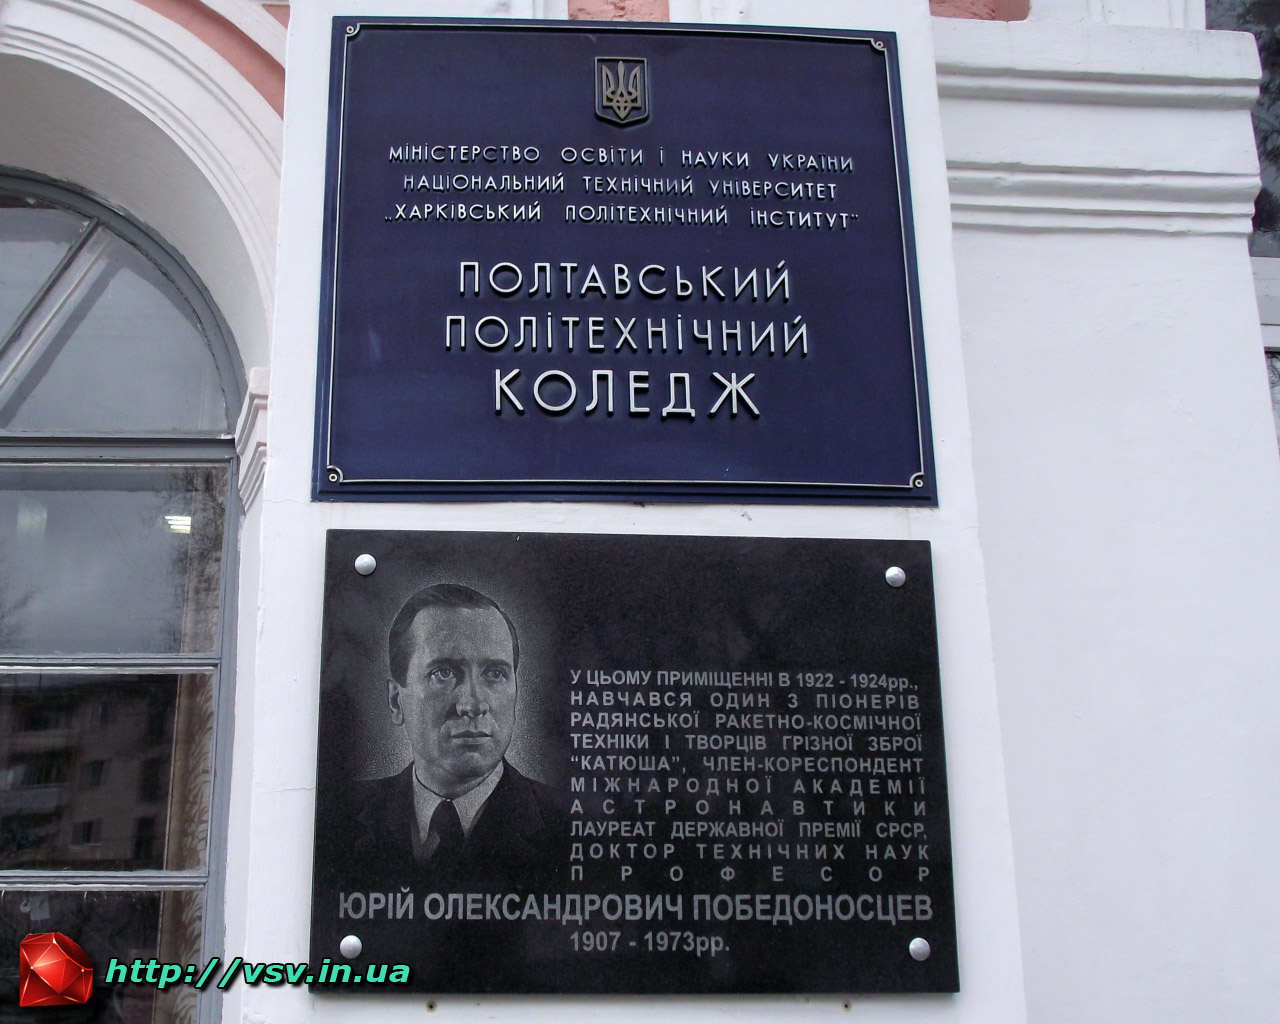 МІНІСТЕРСТВО ОСВІТИ І НАУКИ УКРАЇНИ
НАЦІОНАЛЬНИЙ ТЕХНІЧНИЙ УНІВЕРСИТЕТ
„ХАРКІВСЬКИЙ ПОЛІТЕХНІЧНИЙ ІНСТИТУТ"
ПОЛТАВСЬКИЙ
ПОЛІТЕХНІЧНИЙ
КОЛЕДЖ
У ЦЬОМУ ПРИМІЩЕННІ В 1922 - 1924рр.,
НАВЧАВСЯ ОДИН З ПІОНЕРІВ
РАДЯНСЬКОЇ РАКЕТНО-КОСМІЧНОЇ
ТЕХНІКИ І ТВОРЦІВ ГРІЗНОЇ ЗБРОЇ
"КАТЮША", ЧЛЕН-КОРЕСПОНДЕНТ
МІЖНАРОДНОЇ АКАДЕМІЇ
АСТРОНАВТИКИ
ЛАУРЕАТ ДЕРЖАВНОЇ ПРЕМІЇ СРСР,
ДОКТОР ТЕХНІЧНИХ НАУК
ПРОФЕСОР
ЮРІЙ ОЛЕКСАНДРОВИЧ ПОБЕДОНОСЦЕВ
1907 - 1973рр.
http://vsv.in.ua